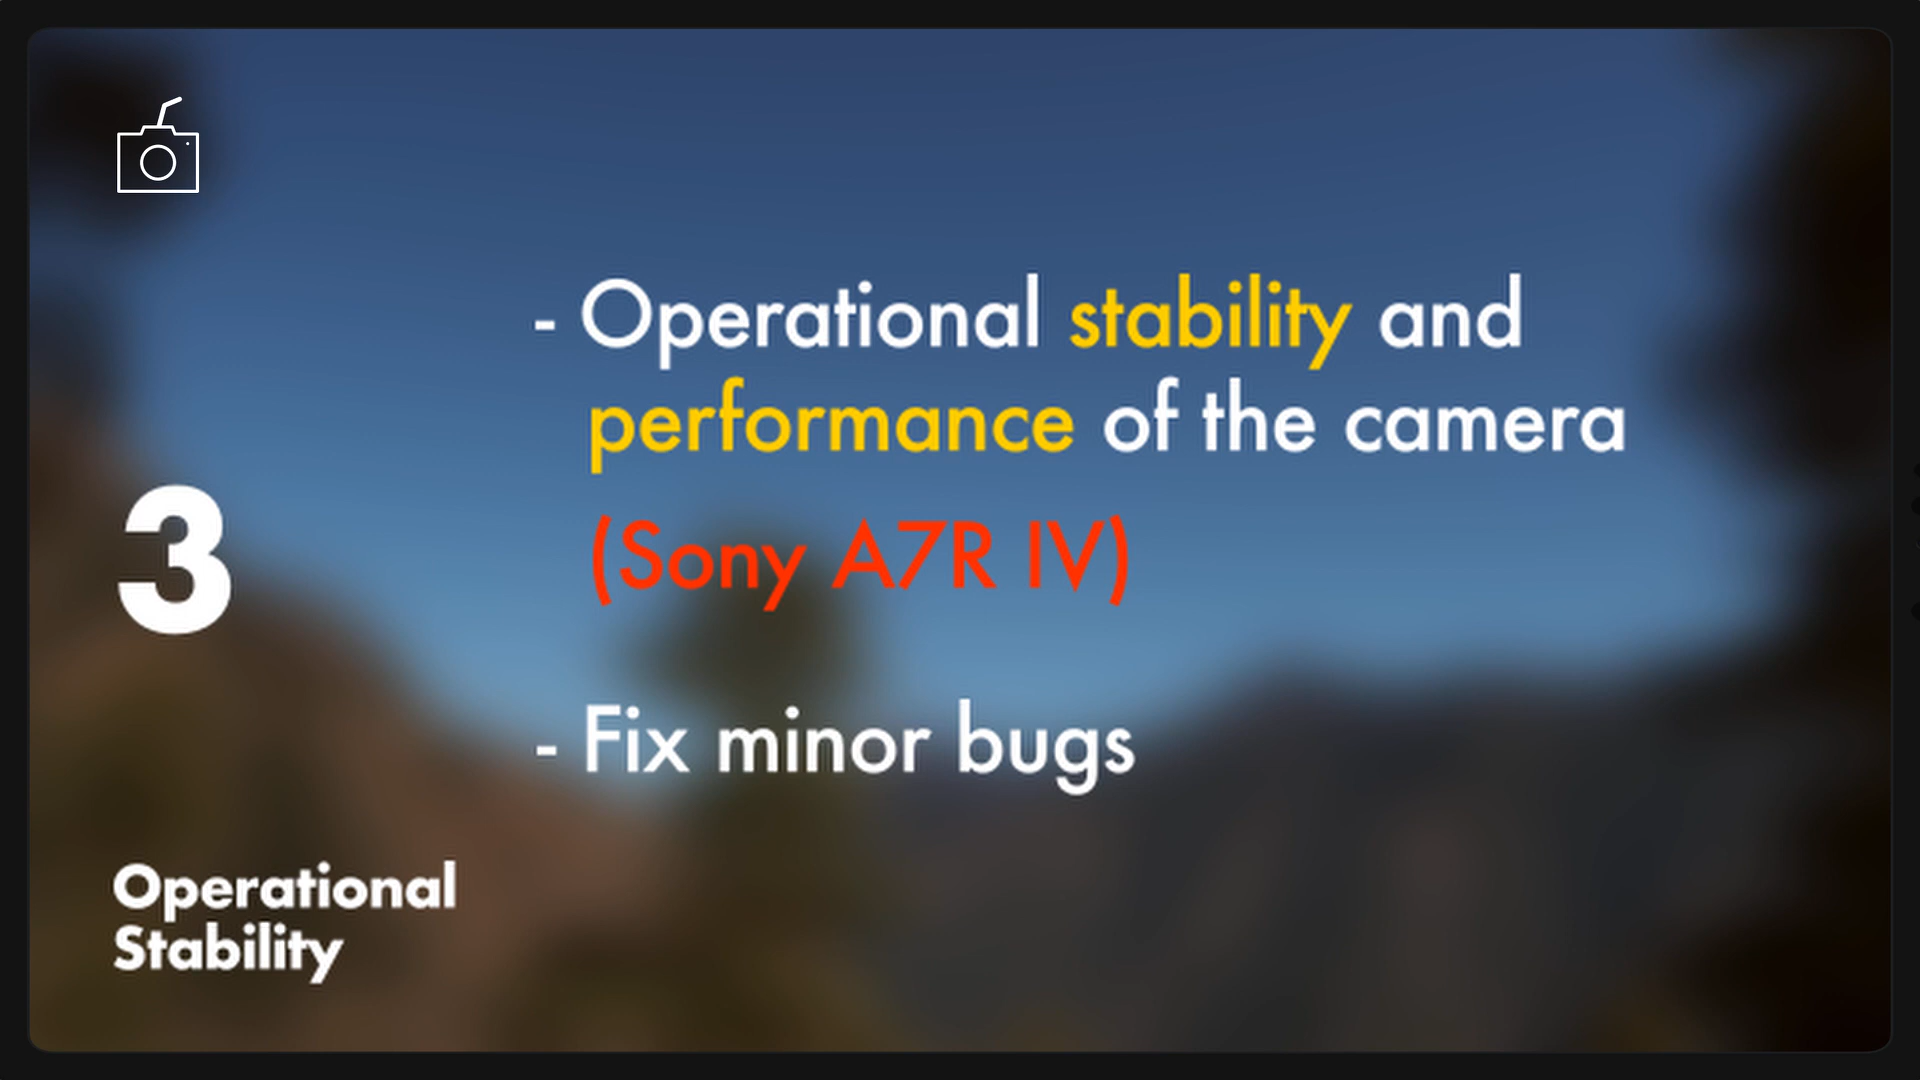 - Operational stability and
performance of the camera
(Sony A7R IV)
- Fix minor bugs
3
Operational
Stability